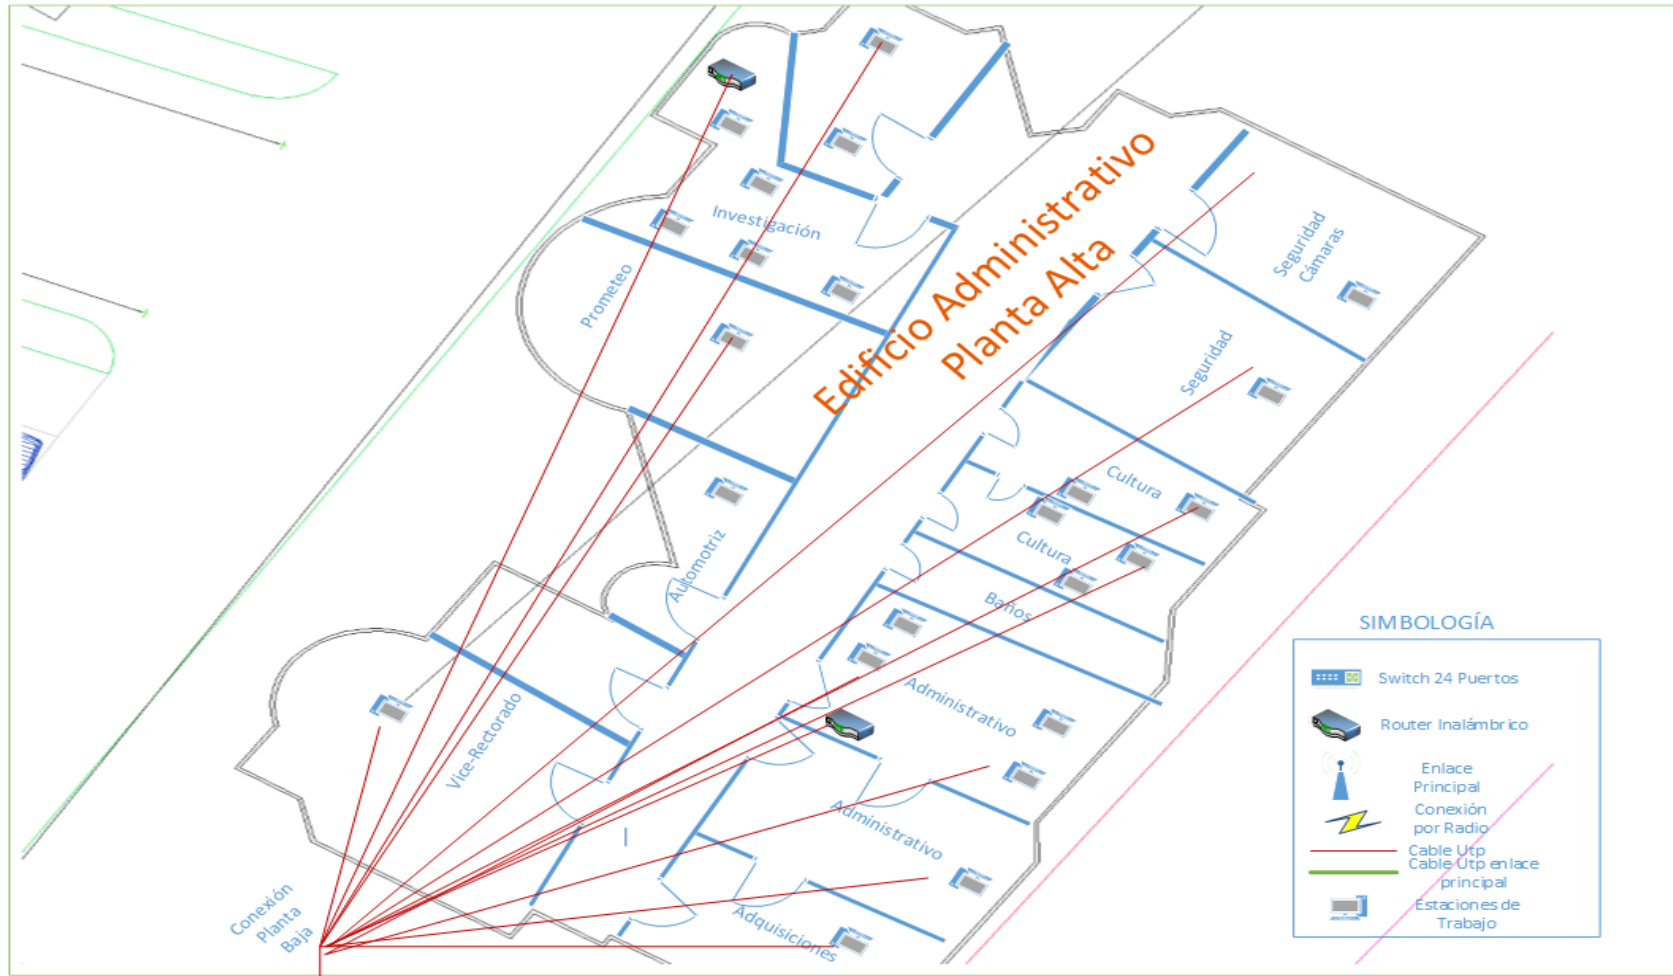 Edificio Administrativo
Planta Alta
Investigación
Prometeo
Seguridad
Cámaras
Seguridad
Cultura
Cultura
Automotriz
Baños
Vice-Rectorado
Administrativo
Administrativo
Adquisiciones
Conexión
Planta
Baja
SIMBOLOGÍA
Switch 24 Puertos
Router Inalámbrico
Enlace
Principal
Conexión
por Radio
Cable Utp
Cable Utp enlace
principal
Estaciones de
Trabajo